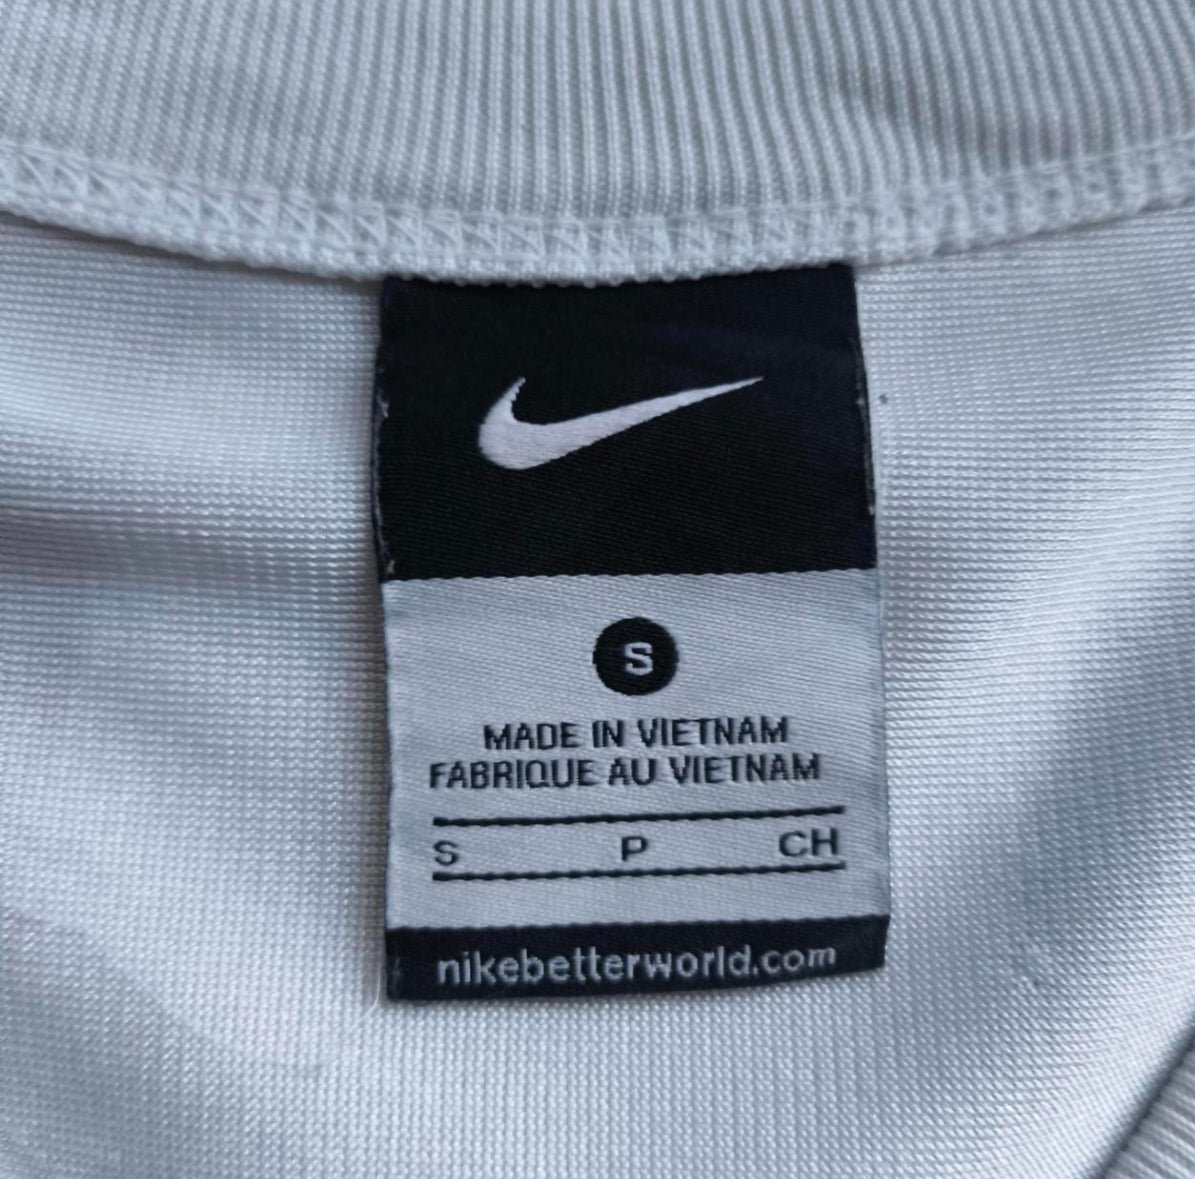 S
MADE IN VIETNAM
FABRIQUE AU VIETNAM
S P CH
nikebetterworld.com